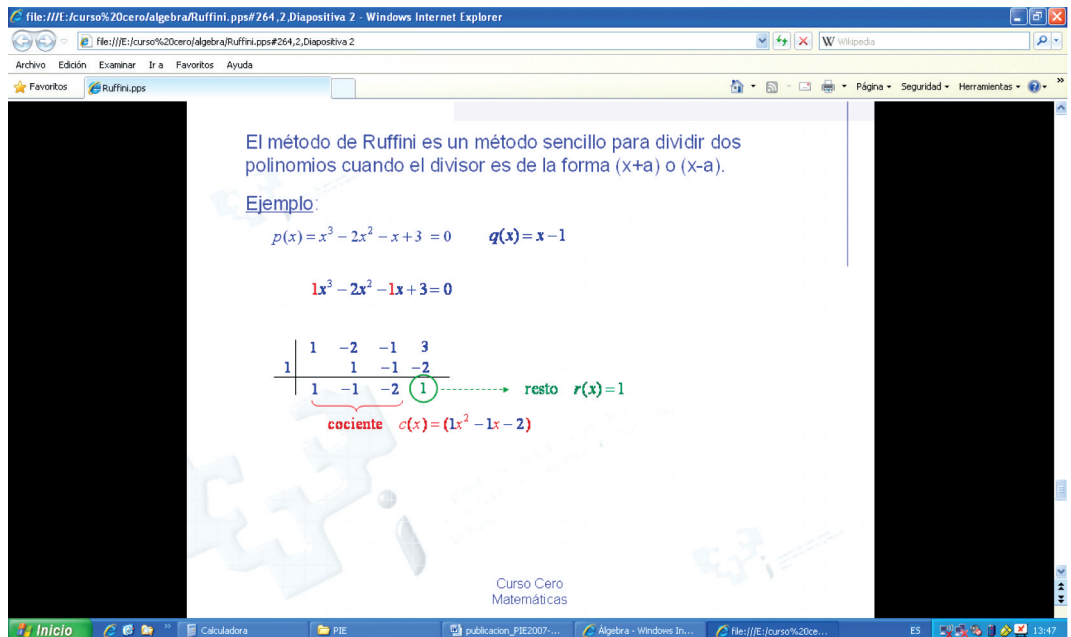 file:///E:/curso%20cero/algebra/Ruffini.pps#264,2,Diapositiva 2 - Windows Internet Explorer
file:///E:/curso%20cero/algebra/Ruffini.pps#264,2,Diapositiva 2 W Wikipedia
Archivo Edición Examinar Ir a Favoritos Ayuda
Favoritos Ruffini.pps Página Seguridad Herramientas »
El método de Ruffini es un método sencillo para dividir dos
polinomios cuando el divisor es de la forma (x+a) o (x-a).
Ejemplo:
p(x) = x³ − 2x² − x + 3 = 0 q(x) = x − 1
1x³ − 2x² − 1x + 3 = 0
1 −2 −1 3
1 1 −1 −2
1 −1 −2 1 resto r(x) = 1
cociente c(x) = (1x² − 1x − 2)
Curso Cero
Matemáticas
Inicio » Calculadora PIE publicacion_PIE2007-... Álgebra - Windows In... file:///E:/curso%20ce... ES 13:47